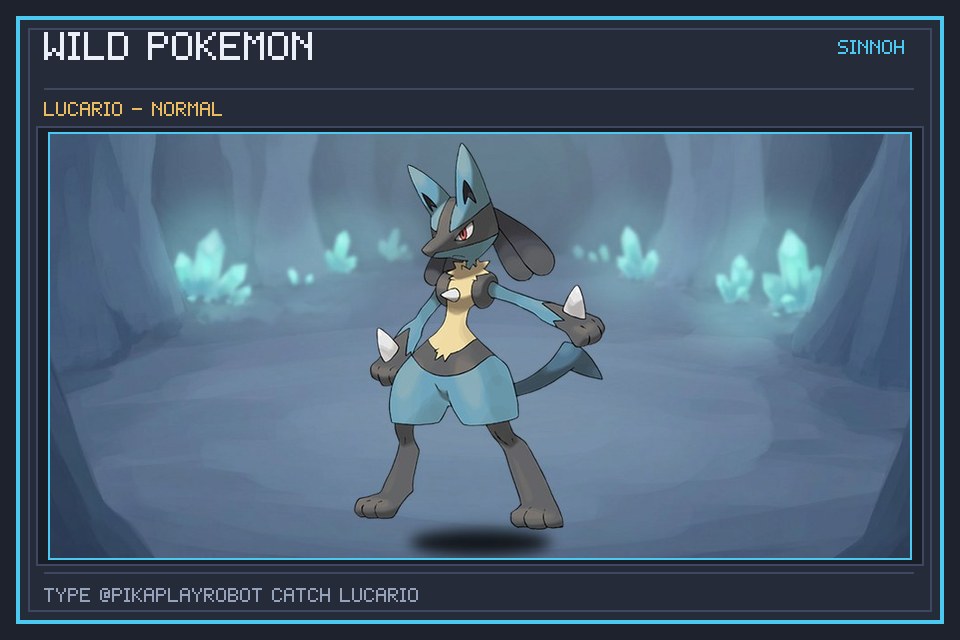 WILD POKEMON
SINNOH
LUCARIO - NORMAL
TYPE @PIKAPLAYROBOT CATCH LUCARIO